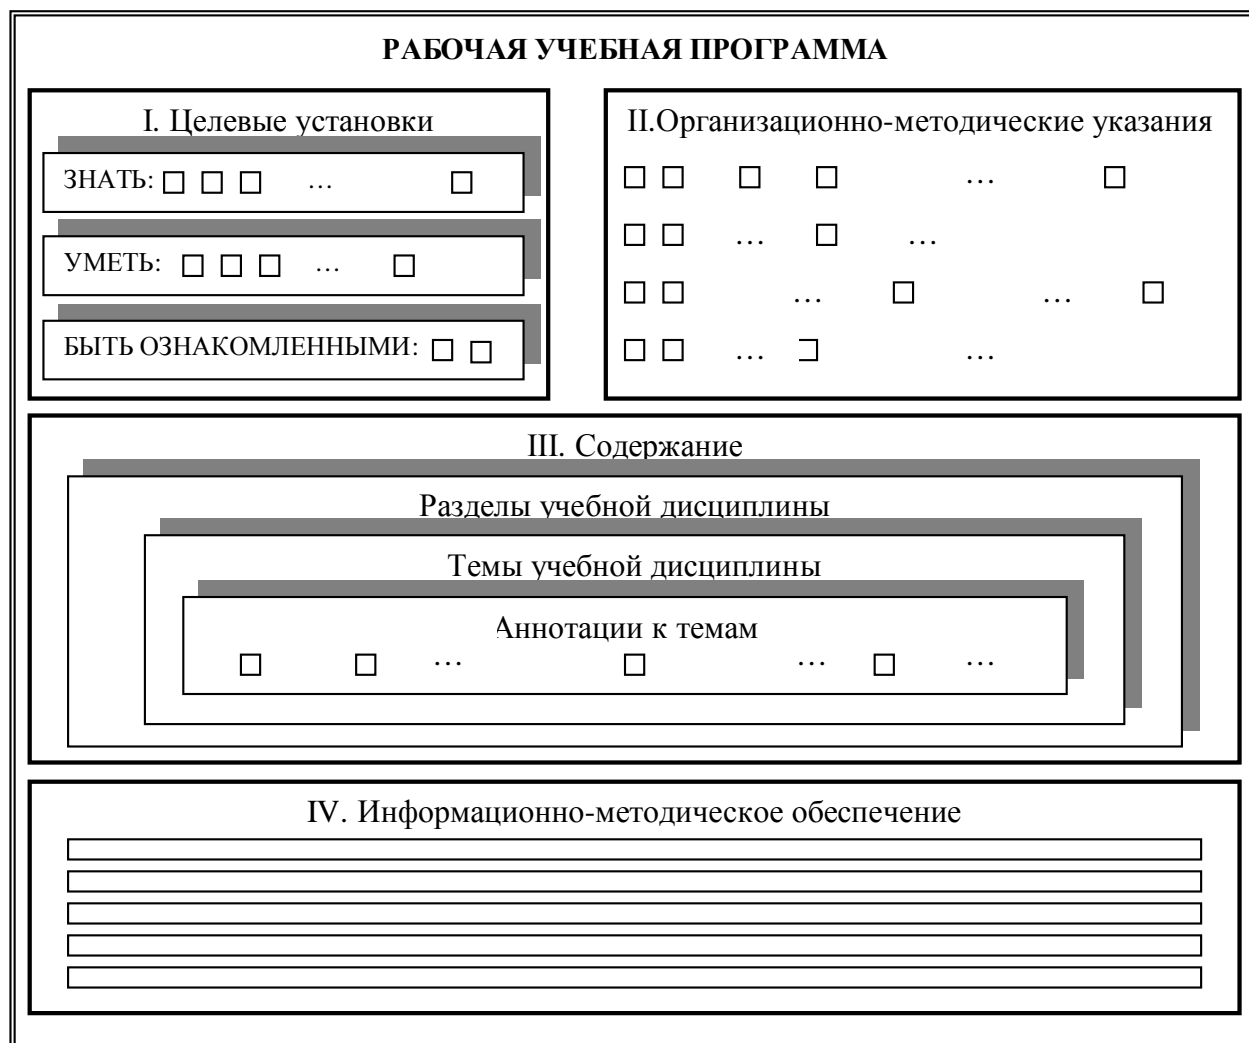 РАБОЧАЯ УЧЕБНАЯ ПРОГРАММА
I. Целевые установки
ЗНАТЬ: …
УМЕТЬ: …
БЫТЬ ОЗНАКОМЛЕННЫМИ:
II.Организационно-методические указания
…
… …
… …
… …
III. Содержание
Разделы учебной дисциплины
Темы учебной дисциплины
Аннотации к темам
… … …
IV. Информационно-методическое обеспечение